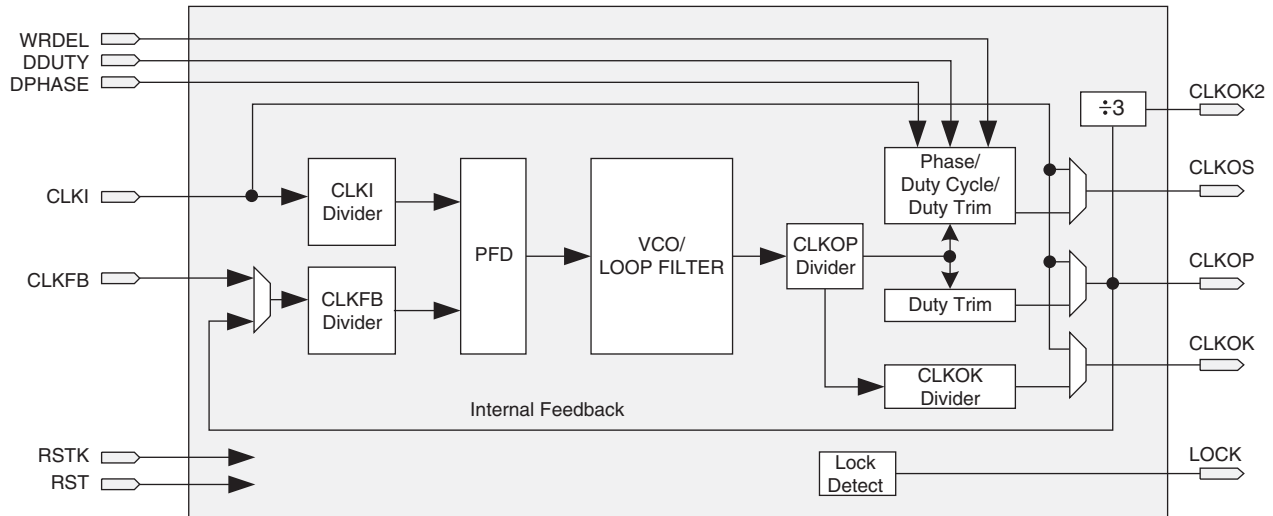 WRDEL
DDUTY
DPHASE
CLKOK2
÷3
Phase/
Duty Cycle/
Duty Trim
CLKOS
CLKI
CLKI
Divider
PFD
VCO/
LOOP FILTER
CLKOP
Divider
CLKOP
CLKFB
CLKFB
Divider
Duty Trim
CLKOK
CLKOK
Divider
Internal Feedback
RSTK
RST
Lock
Detect
LOCK